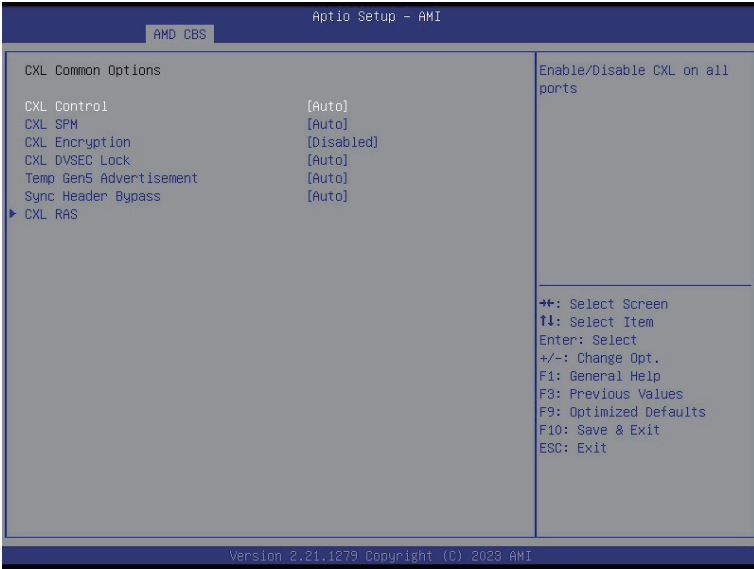 Aptio Setup – AMI
AMD CBS
CXL Common Options
CXL Control [Auto]
CXL SPM [Auto]
CXL Encryption [Disabled]
CXL DVSEC Lock [Auto]
Temp Gen5 Advertisement [Auto]
Sync Header Bypass [Auto]
CXL RAS
Enable/Disable CXL on all
ports
→←: Select Screen
↑↓: Select Item
Enter: Select
+/-: Change Opt.
F1: General Help
F3: Previous Values
F9: Optimized Defaults
F10: Save & Exit
ESC: Exit
Version 2.21.1279 Copyright (C) 2023 AMI